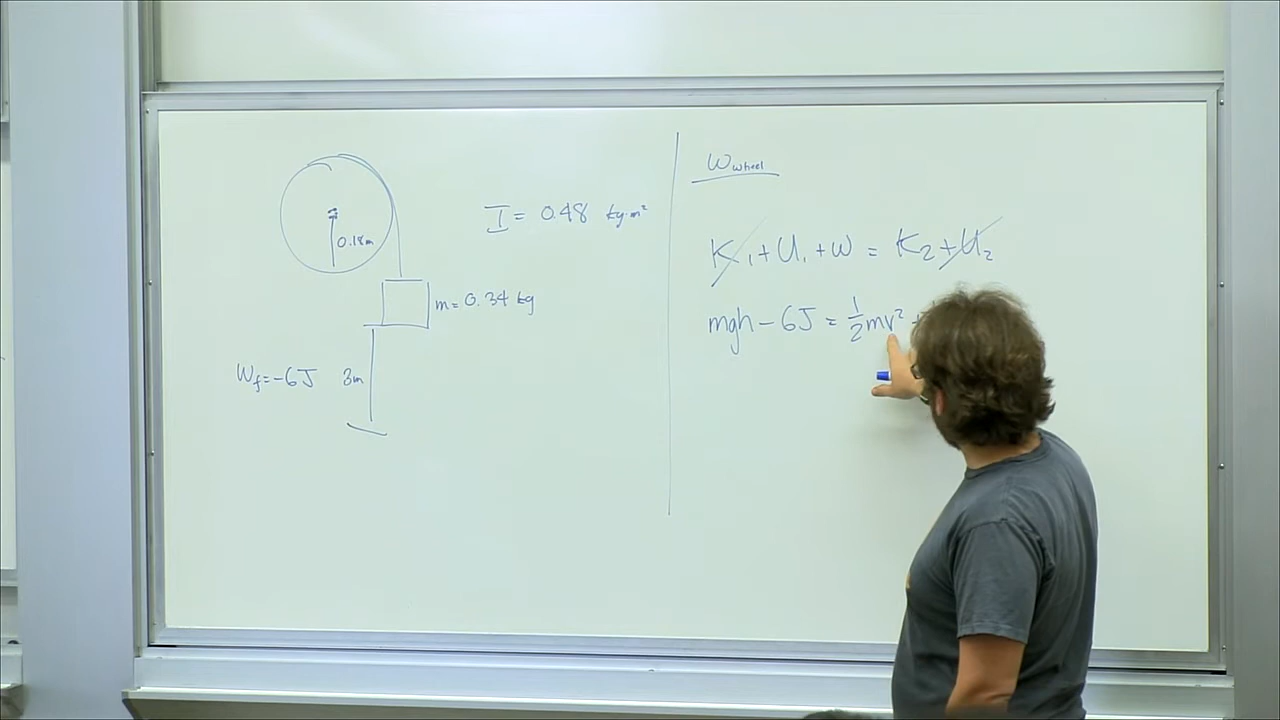 0.18m
I = 0.48 kg·m²
m = 0.34 kg
W_f = -6J
3m
ω_wheel
K₁ + U₁ + W = K₂ + U₂
mgh - 6J = ½mv² +